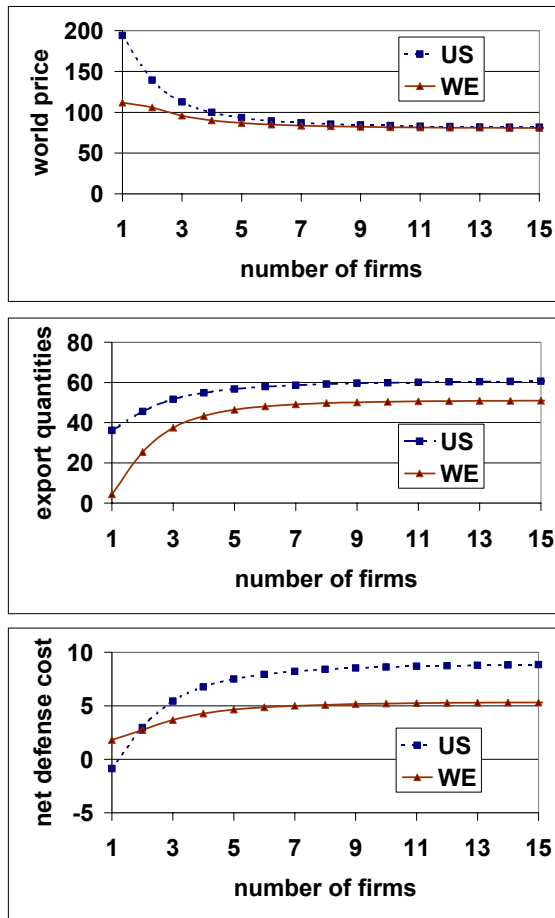 world price
200
150
100
50
0
US
WE
1 3 5 7 9 11 13 15
number of firms
export quantities
80
60
40
20
0
US
WE
1 3 5 7 9 11 13 15
number of firms
net defense cost
10
5
0
-5
US
WE
1 3 5 7 9 11 13 15
number of firms